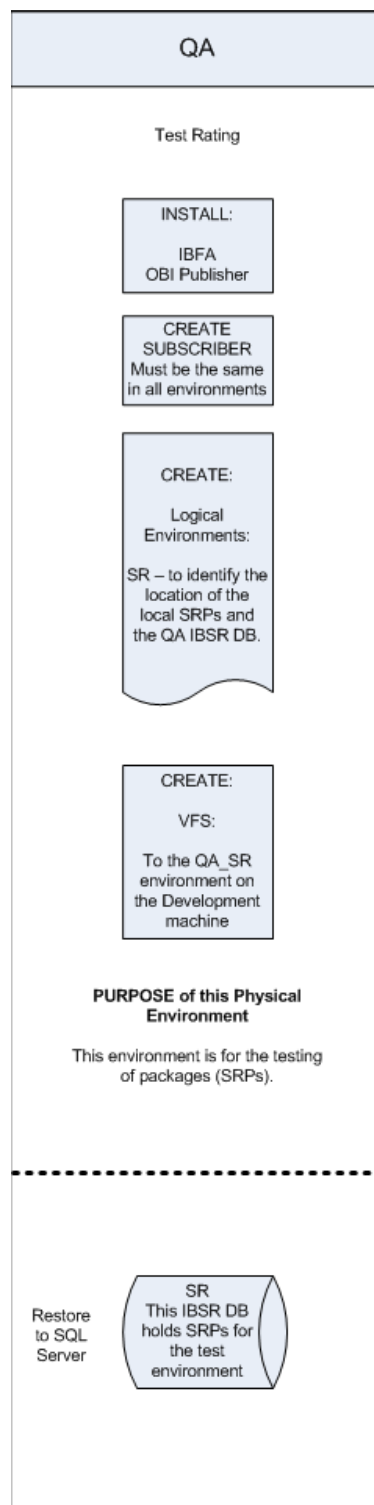 QA
Test Rating
INSTALL:
IBFA
OBI Publisher
CREATE
SUBSCRIBER
Must be the same
in all environments
CREATE:
Logical
Environments:
SR – to identify the
location of the
local SRPs and
the QA IBSR DB.
CREATE:
VFS:
To the QA_SR
environment on
the Development
machine
PURPOSE of this Physical
Environment
This environment is for the testing
of packages (SRPs).
Restore
to SQL
Server
SR
This IBSR DB
holds SRPs for
the test
environment